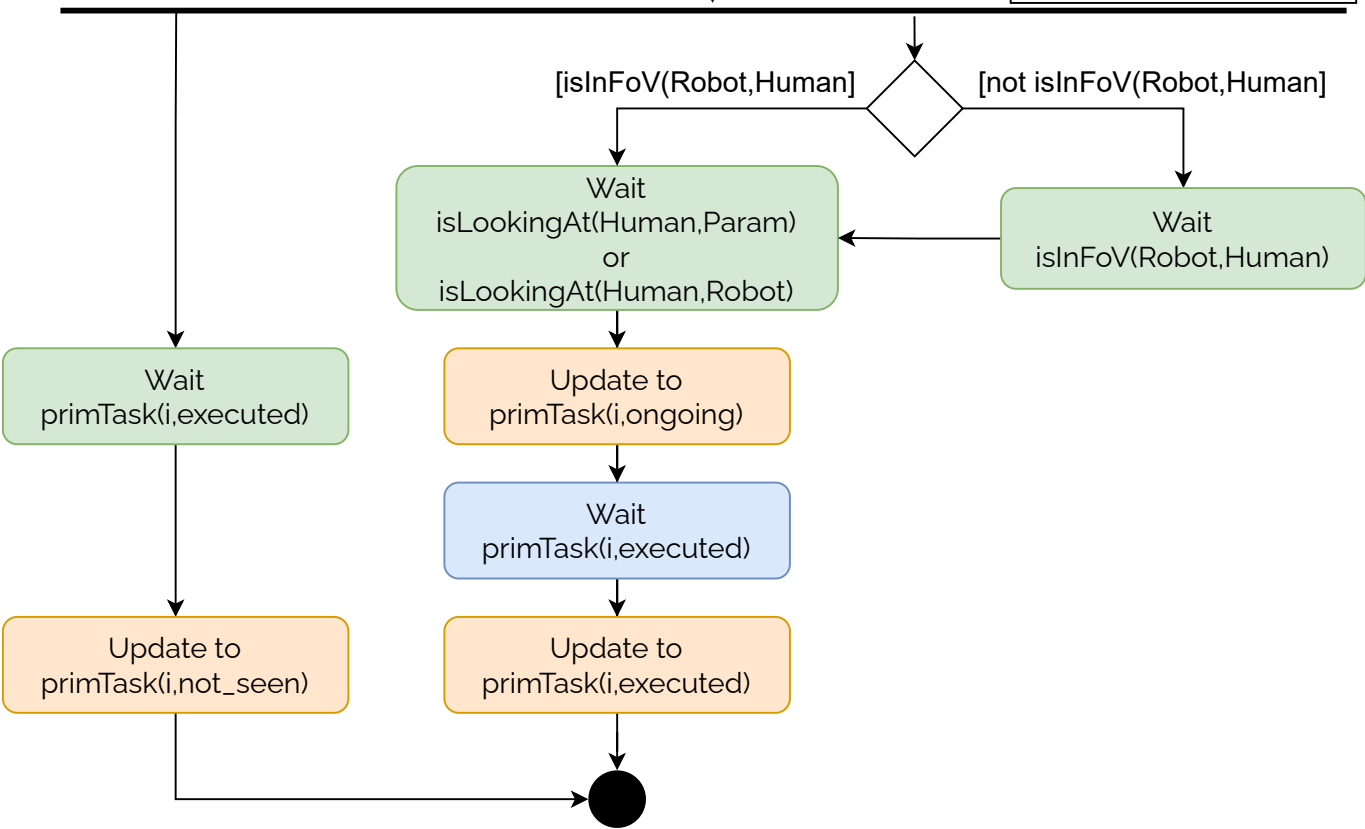 [isInFoV(Robot,Human]
[not isInFoV(Robot,Human]
Wait
isLookingAt(Human,Param)
or
isLookingAt(Human,Robot)
Wait
isInFoV(Robot,Human)
Wait
primTask(i,executed)
Update to
primTask(i,ongoing)
Wait
primTask(i,executed)
Update to
primTask(i,not_seen)
Update to
primTask(i,executed)